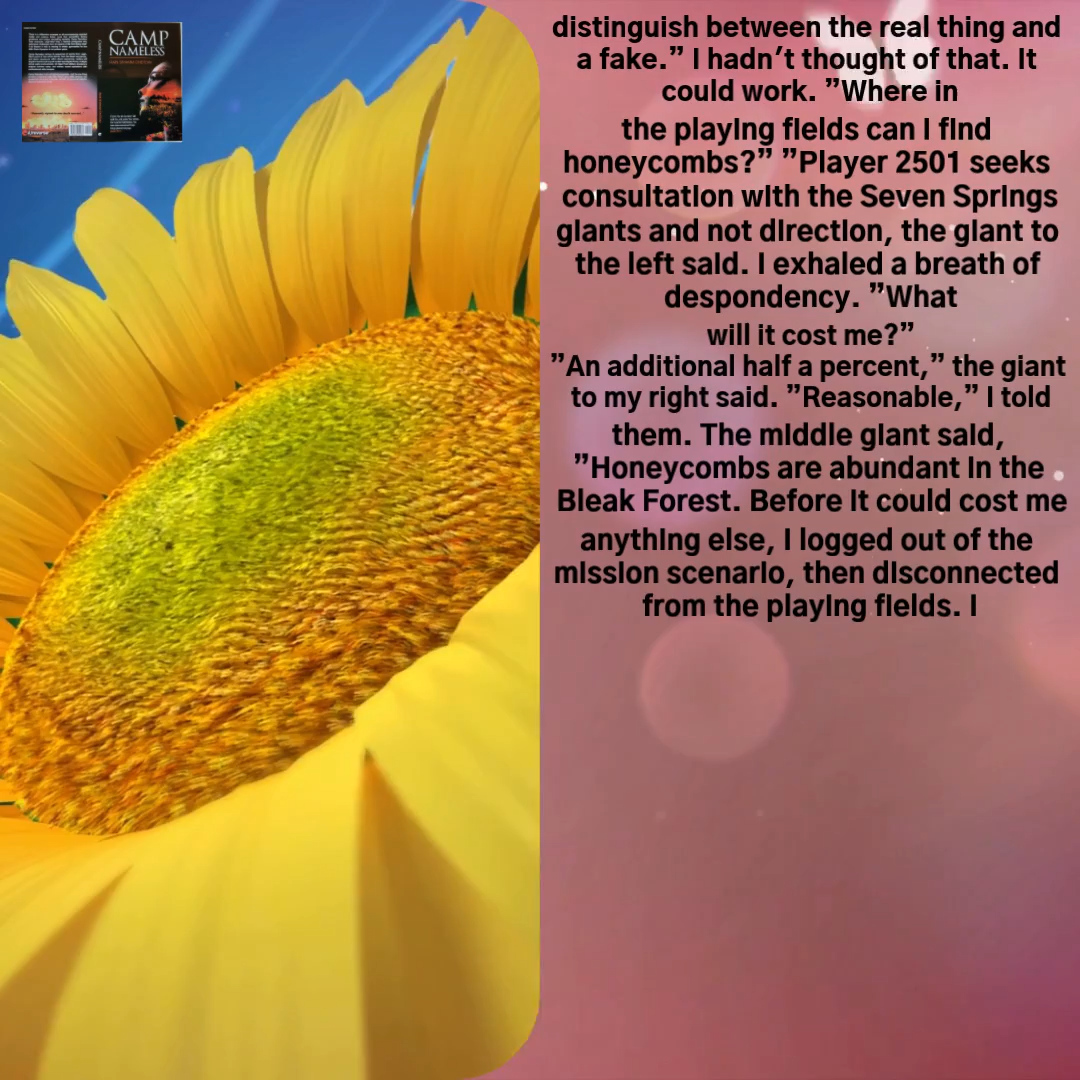 CAMP
NAMELESS
distinguish between the real thing and
a fake.” I hadn’t thought of that. It
could work. ”Where in
the playing fields can I find
honeycombs?” ”Player 2501 seeks
consultation with the Seven Springs
giants and not direction, the giant to
the left said. I exhaled a breath of
despondency. ”What
will it cost me?”
”An additional half a percent,” the giant
to my right said. ”Reasonable,” I told
them. The middle giant said,
”Honeycombs are abundant in the
Bleak Forest. Before it could cost me
anything else, I logged out of the
mission scenario, then disconnected
from the playing fields. I